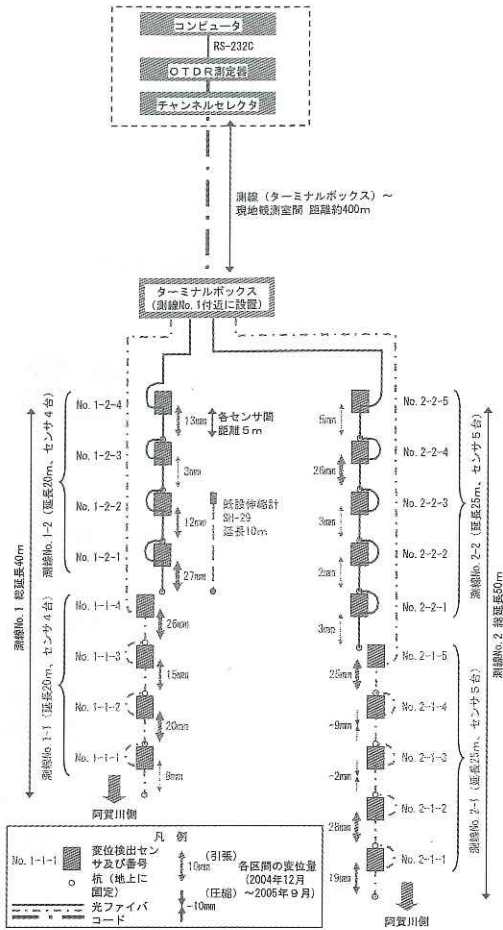 コンピュータ
RS-232C
OTDR測定器
チャンネルセレクタ
測線（ターミナルボックス）～
現地観測室間 距離約400m
ターミナルボックス
（測線No.1付近に設置）
測線No.1 総延長40m
測線No.1-2（延長20m、センサ4台）
No.1-2-4
13mm
各センサ間
距離5m
No.1-2-3
No.1-2-2
12mm
既設伸縮計
SH-29
延長10m
No.1-2-1
27mm
測線No.1-1（延長20m、センサ4台）
No.1-1-4
26mm
No.1-1-3
15mm
No.1-1-2
20mm
No.1-1-1
8mm
阿賀川側
No.2-2-5
5mm
No.2-2-4
26mm
No.2-2-3
3mm
No.2-2-2
2mm
No.2-2-1
3mm
測線No.2-2（延長25m、センサ5台）
測線No.2 総延長50m
No.2-1-5
25mm
No.2-1-4
-9mm
No.2-1-3
-2mm
No.2-1-2
28mm
No.2-1-1
19mm
測線No.2-1（延長25m、センサ5台）
阿賀川側
凡例
No.1-1-1
変位検出セン
サ及び番号
杭（地上に
固定）
光ファイバ
コード
（引張）
10mm
（圧縮）
-10mm
各区間の変位量
（2004年12月
～2005年9月）